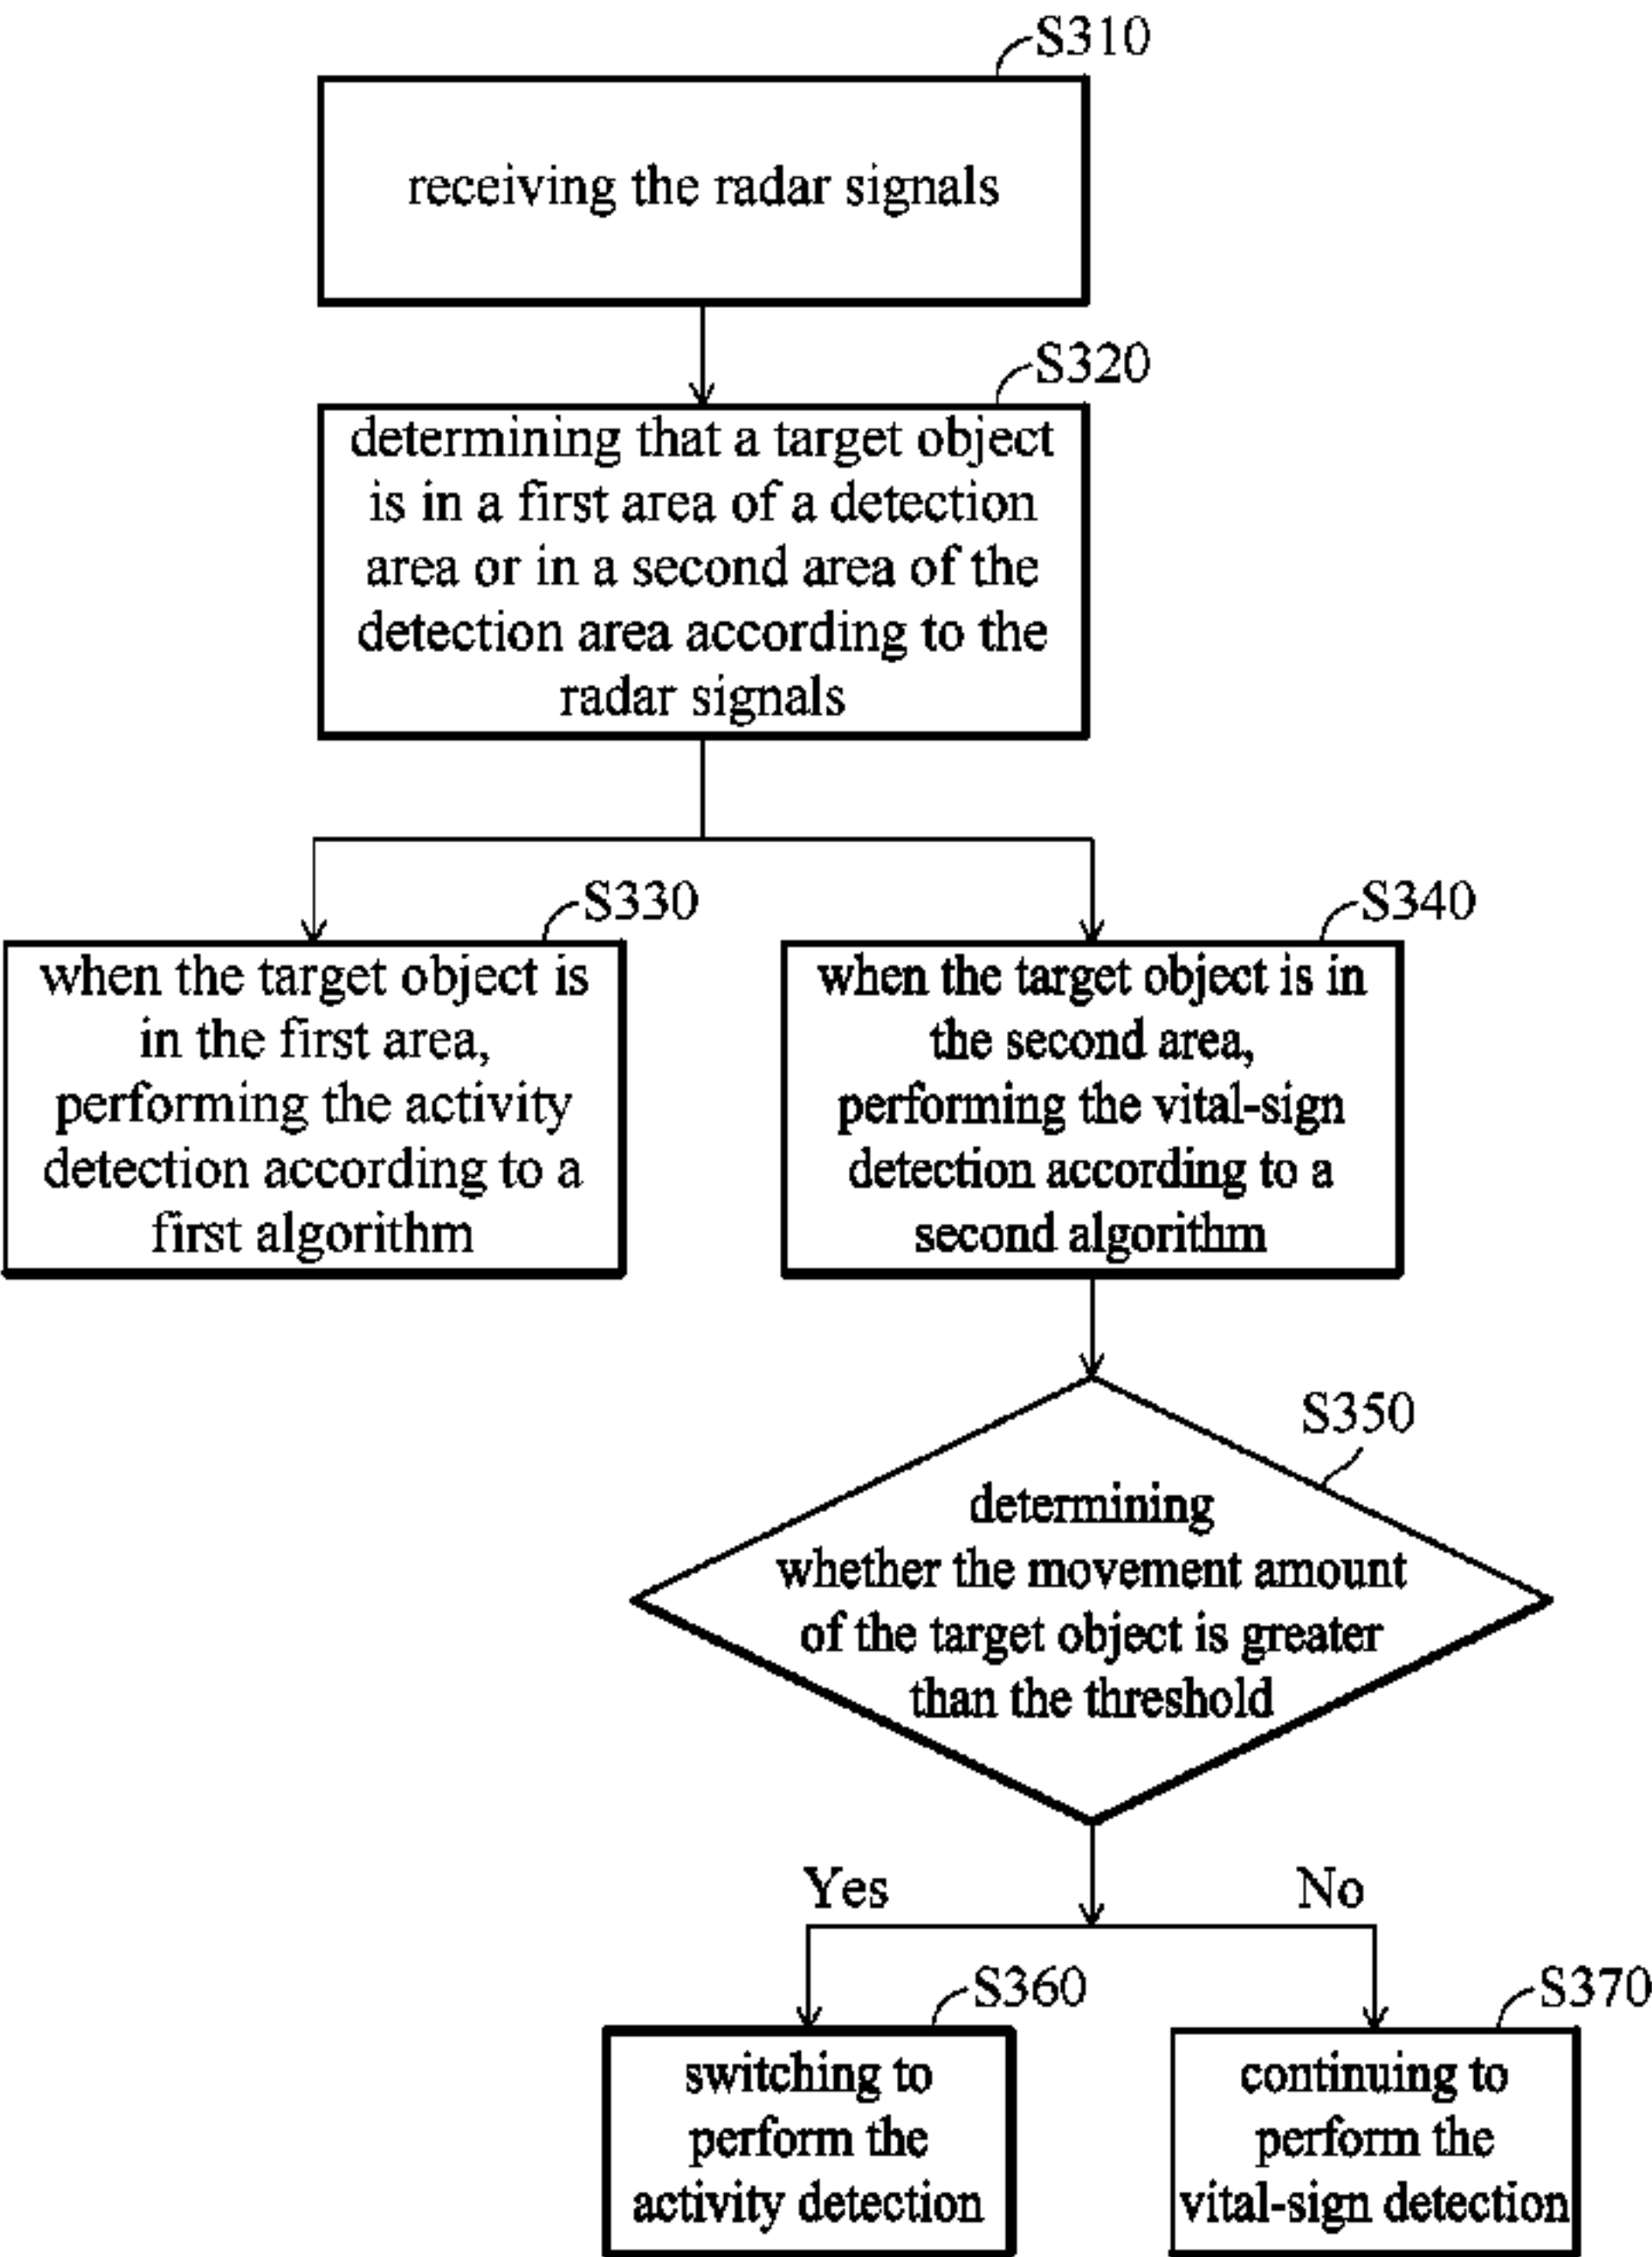 S310
receiving the radar signals
S320
determining that a target object
is in a first area of a detection
area or in a second area of the
detection area according to the
radar signals
S330
when the target object is
in the first area,
performing the activity
detection according to a
first algorithm
S340
when the target object is in
the second area,
performing the vital-sign
detection according to a
second algorithm
S350
determining
whether the movement amount
of the target object is greater
than the threshold
Yes
No
S360
switching to
perform the
activity detection
S370
continuing to
perform the
vital-sign detection